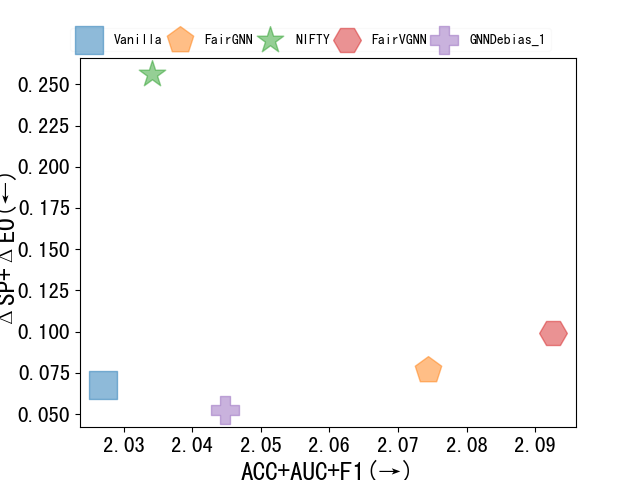 Vanilla FairGNN NIFTY FairVGNN GNNDebias_1
0.250
0.225
0.200
0.175
0.150
0.125
0.100
0.075
0.050
ΔSP+ΔEO(←)
2.03 2.04 2.05 2.06 2.07 2.08 2.09
ACC+AUC+F1(→)